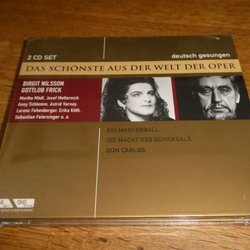 2 CD SET
deutsch gesungen
DAS SCHÖNSTE AUS DER WELT DER OPER
BIRGIT NILSSON
GOTTLOB FRICK
Martha Mödl, Josef Metternich
Anny Schlemm, Astrid Varnay
Lorenz Fehenberger, Erika Köth,
Sebastian Feiersinger u. a.
EIN MASKENBALL
DIE MACHT DES SCHICKSALS
DON CARLOS